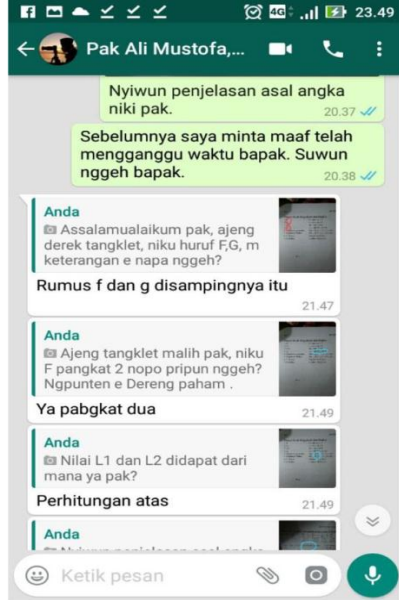 4G 23.49
Pak Ali Mustofa,...
Nyiwun penjelasan asal angka
niki pak.
20.37
Sebelumnya saya minta maaf telah
mengganggu waktu bapak. Suwun
nggeh bapak.
20.38
Anda
Assalamualaikum pak, ajeng
derek tangklet, niku huruf F,G, m
keterangan e napa nggeh?
Rumus f dan g disampingnya itu
21.47
Anda
Ajeng tangklet malih pak, niku
F pangkat 2 nopo pripun nggeh?
Ngpunten e Dereng paham .
Ya pabgkat dua
21.49
Anda
Nilai L1 dan L2 didapat dari
mana ya pak?
Perhitungan atas
21.49
Anda
Ketik pesan